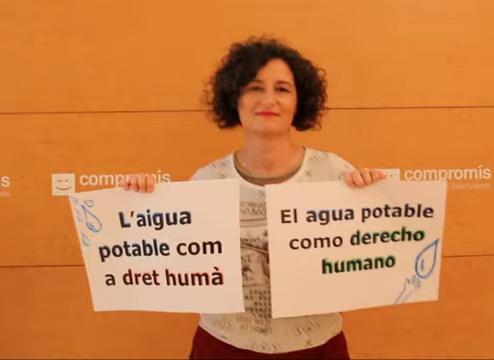 compromís
compromís
L'aigua
potable com
a dret humà
El agua potable
como derecho
humano